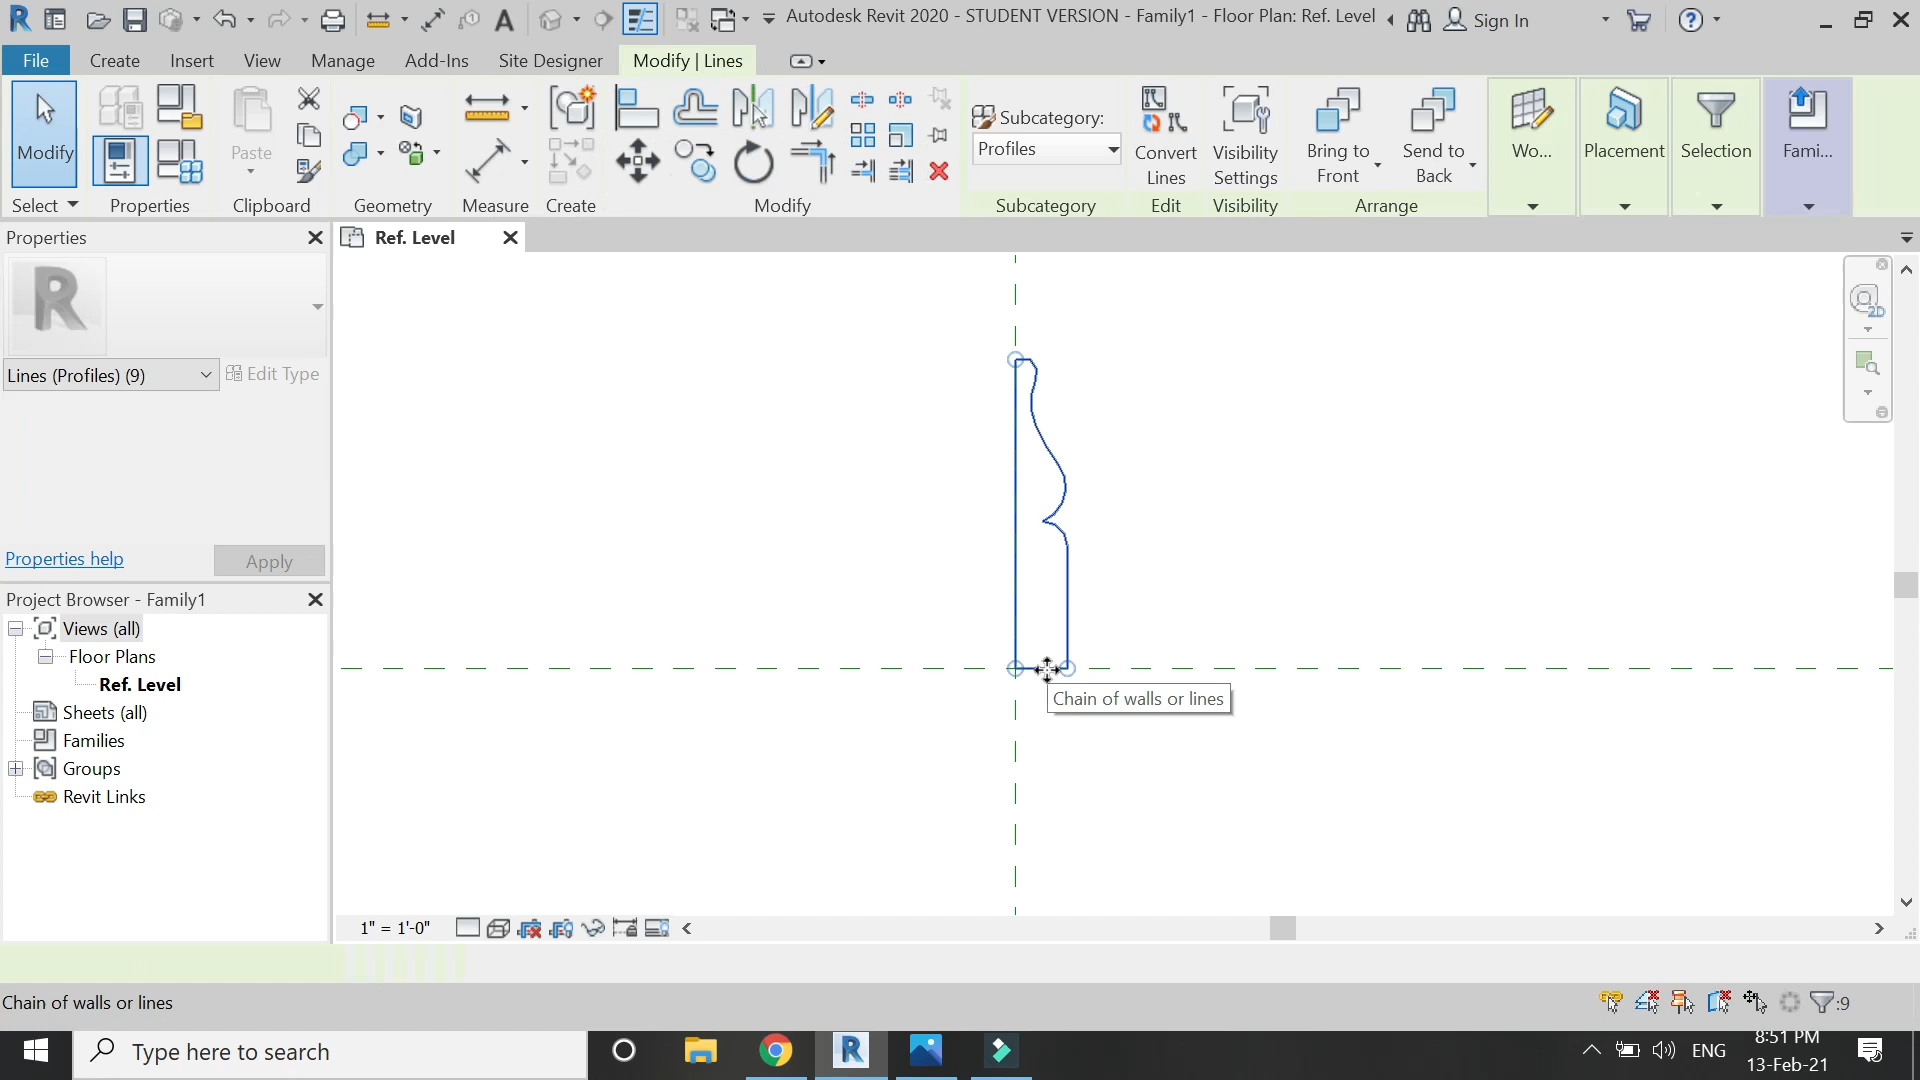 Autodesk Revit 2020 - STUDENT VERSION - Family1 - Floor Plan: Ref. Level
Sign In
File
Create
Insert
View
Manage
Add-Ins
Site Designer
Modify | Lines
Modify
Paste
Subcategory:
Profiles
Convert
Lines
Visibility
Settings
Bring to
Front
Send to
Back
Wo...
Placement
Selection
Fami...
Select
Properties
Clipboard
Geometry
Measure
Create
Modify
Subcategory
Edit
Visibility
Arrange
Properties
Ref. Level
2D
R
Lines (Profiles) (9)
Edit Type
Properties help
Apply
Project Browser - Family1
Views (all)
Floor Plans
Ref. Level
Sheets (all)
Families
Groups
Revit Links
Chain of walls or lines
1" = 1'-0"
Chain of walls or lines
:9
Type here to search
ENG
8:51 PM
13-Feb-21